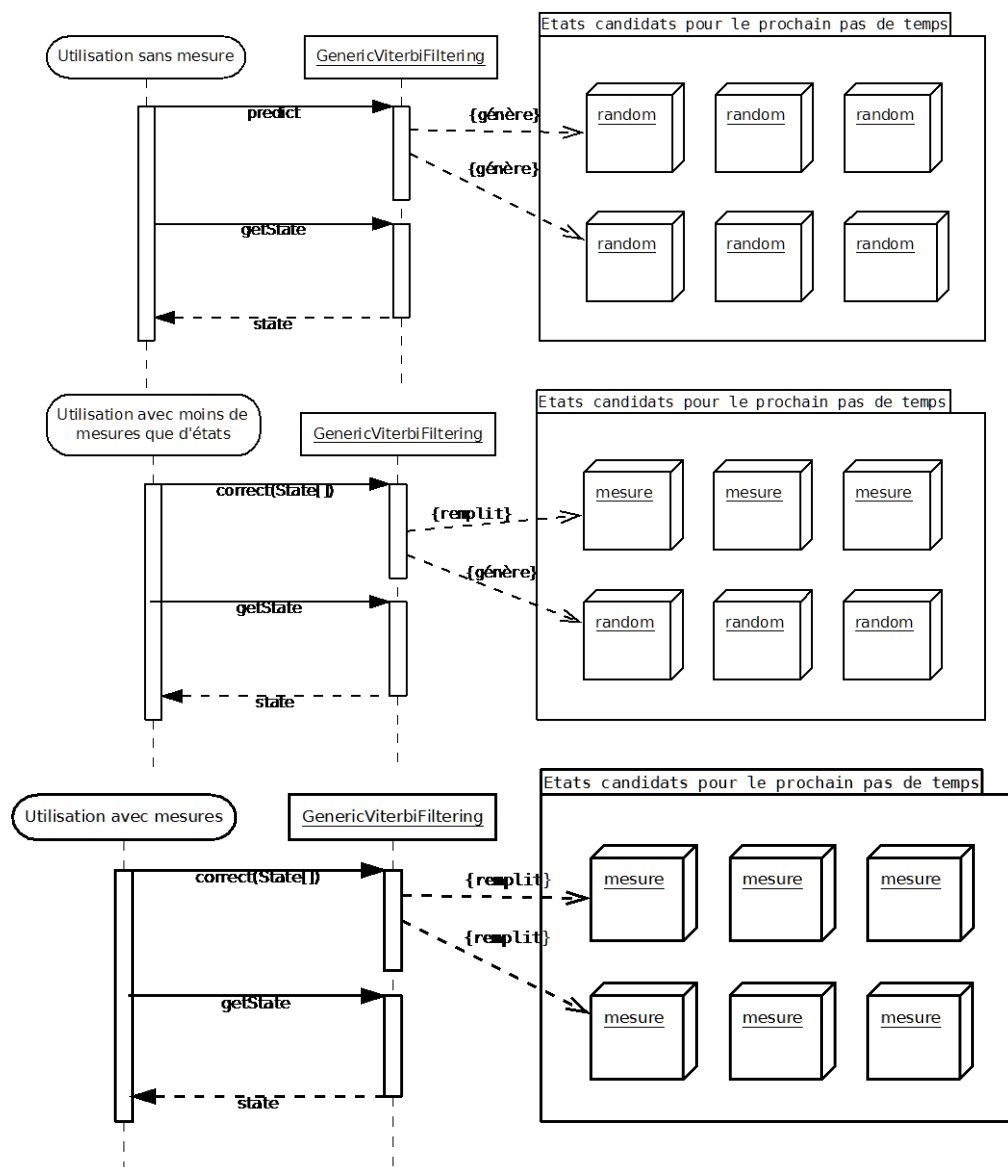 Etats candidats pour le prochain pas de temps
Utilisation sans mesure
GenericViterbiFiltering
predict
{génère}
random
random
random
{génère}
getState
random
random
random
state
Etats candidats pour le prochain pas de temps
Utilisation avec moins de
mesures que d'états
GenericViterbiFiltering
correct(State[])
mesure
mesure
mesure
{remplit}
{génère}
getState
random
random
random
state
Etats candidats pour le prochain pas de temps
Utilisation avec mesures
GenericViterbiFiltering
correct(State[])
{remplit}
mesure
mesure
mesure
{remplit}
getState
mesure
mesure
mesure
state